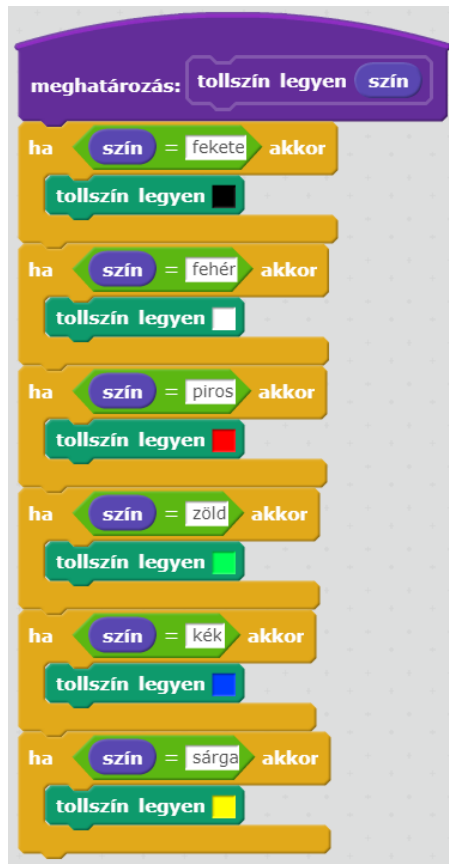 meghatározás: tollszín legyen szín
ha szín = fekete akkor
tollszín legyen
ha szín = fehér akkor
tollszín legyen
ha szín = piros akkor
tollszín legyen
ha szín = zöld akkor
tollszín legyen
ha szín = kék akkor
tollszín legyen
ha szín = sárga akkor
tollszín legyen